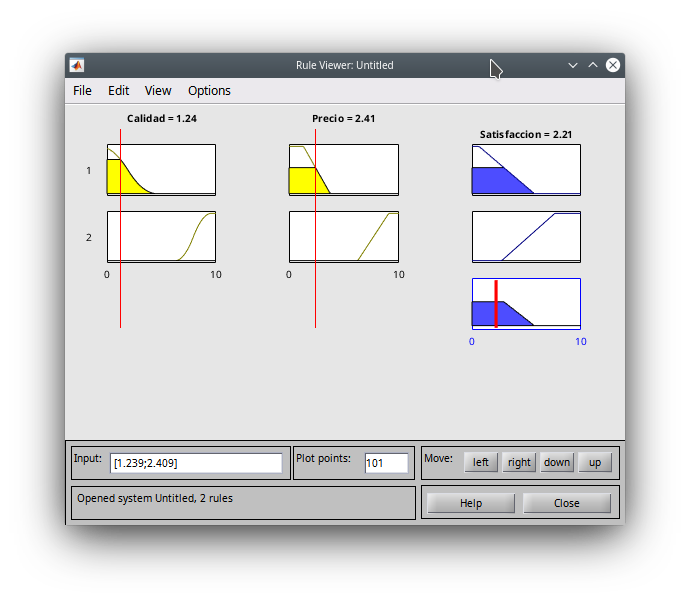 Rule Viewer: Untitled
File Edit View Options
Calidad = 1.24 Precio = 2.41 Satisfaccion = 2.21
1
2
0 10 0 10
0 10
Input: [1.239;2.409] Plot points: 101 Move: left right down up
Opened system Untitled, 2 rules Help Close